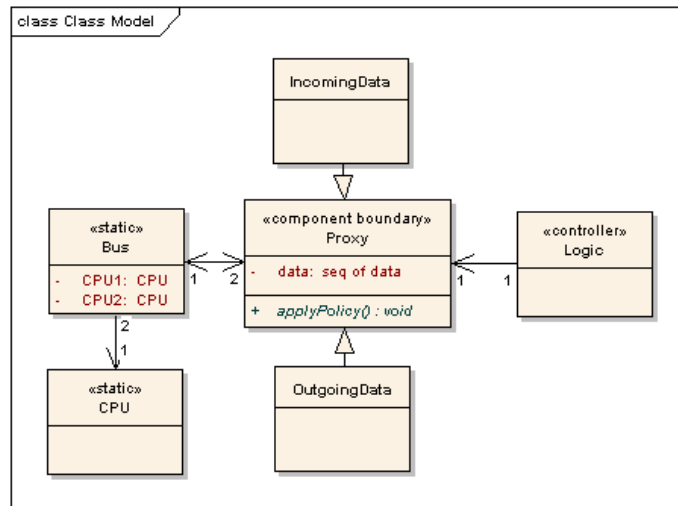 class Class Model
IncomingData
«component boundary»
Proxy
- data: seq of data
+ applyPolicy() : void
«static»
Bus
- CPU1: CPU
- CPU2: CPU
«controller»
Logic
1
2
1
1
2
1
«static»
CPU
OutgoingData